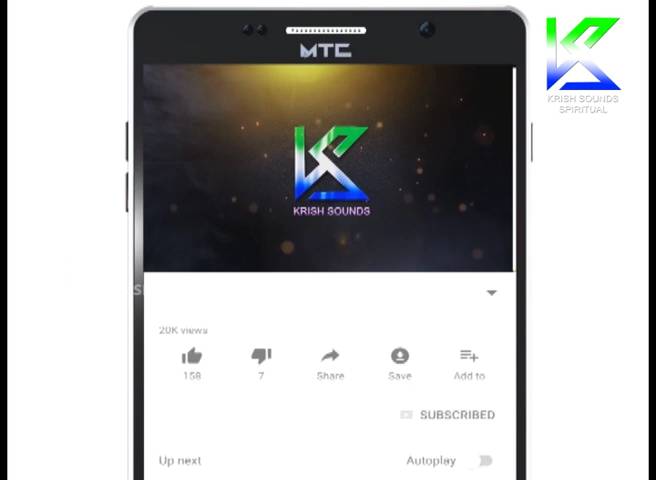 MTC
KRISH SOUNDS
SPIRITUAL
KRISH SOUNDS
20K views
158
7
Share
Save
Add to
SUBSCRIBED
Up next
Autoplay